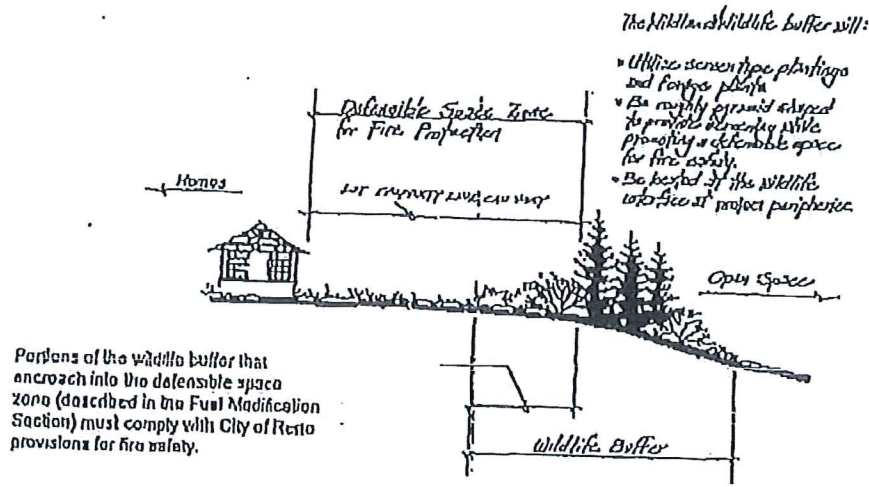 The Wildland Wildlife buffer will:
• Utilize screen type plantings
and forage plants
• Be roughly pyramid shaped
to provide screening while
promoting a defensible space
for fire safety.
• Be located at the wildlife
interface at project peripheries
Defensible Space Zone
for Fire Protection
Homes
Open Space
Portions of the wildlife buffer that
encroach into the defensible space
zone (described in the Fuel Modification
Section) must comply with City of Reno
provisions for fire safety.
Wildlife Buffer